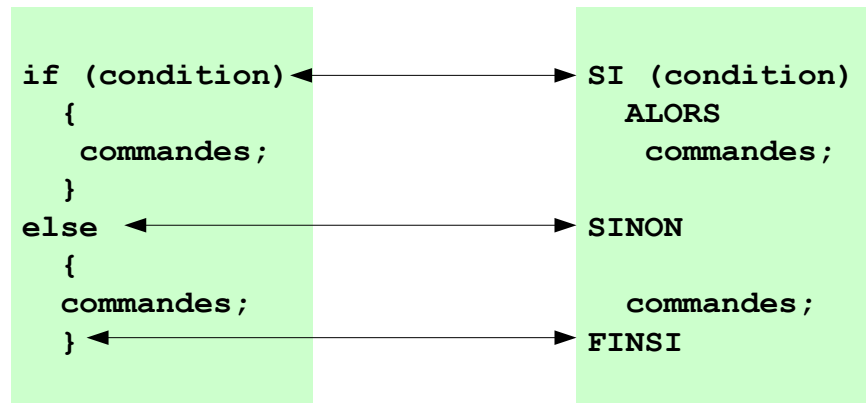 if (condition)
{
commandes;
}
else
{
commandes;
}
SI (condition)
ALORS
commandes;
SINON
commandes;
FINSI